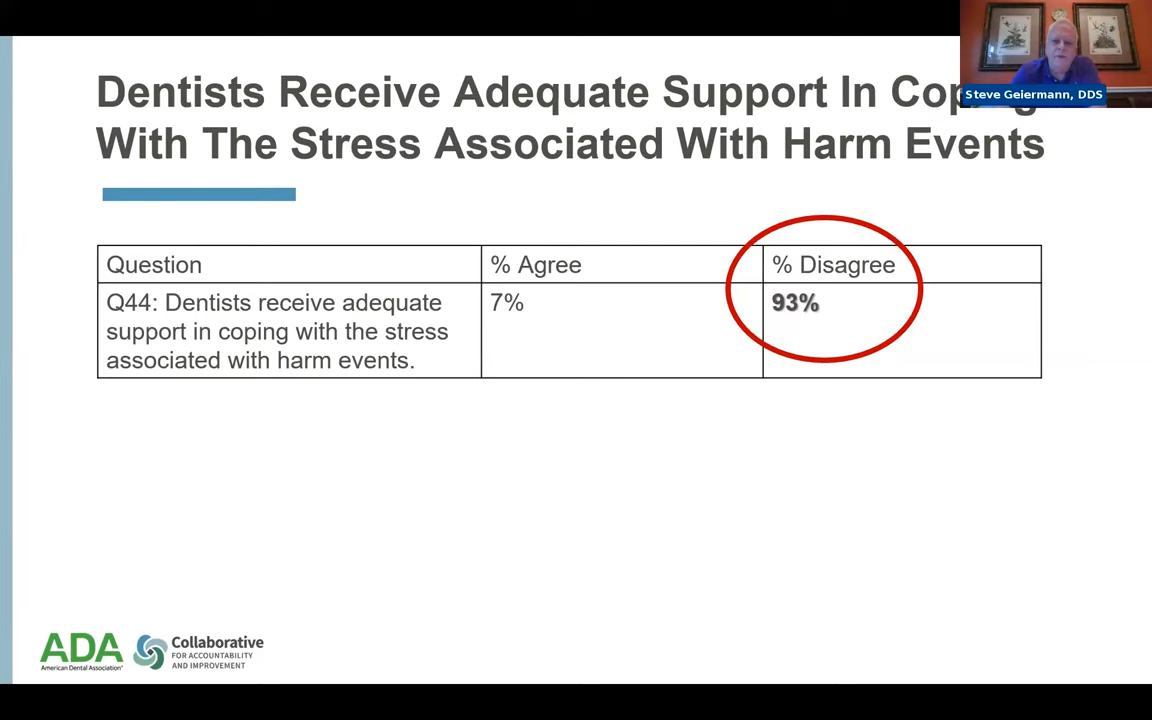 Dentists Receive Adequate Support In Coping
With The Stress Associated With Harm Events
Steve Geiermann, DDS
Question
% Agree
% Disagree
Q44: Dentists receive adequate
support in coping with the stress
associated with harm events.
7%
93%
ADA
American Dental Association®
Collaborative
FOR ACCOUNTABILITY
AND IMPROVEMENT